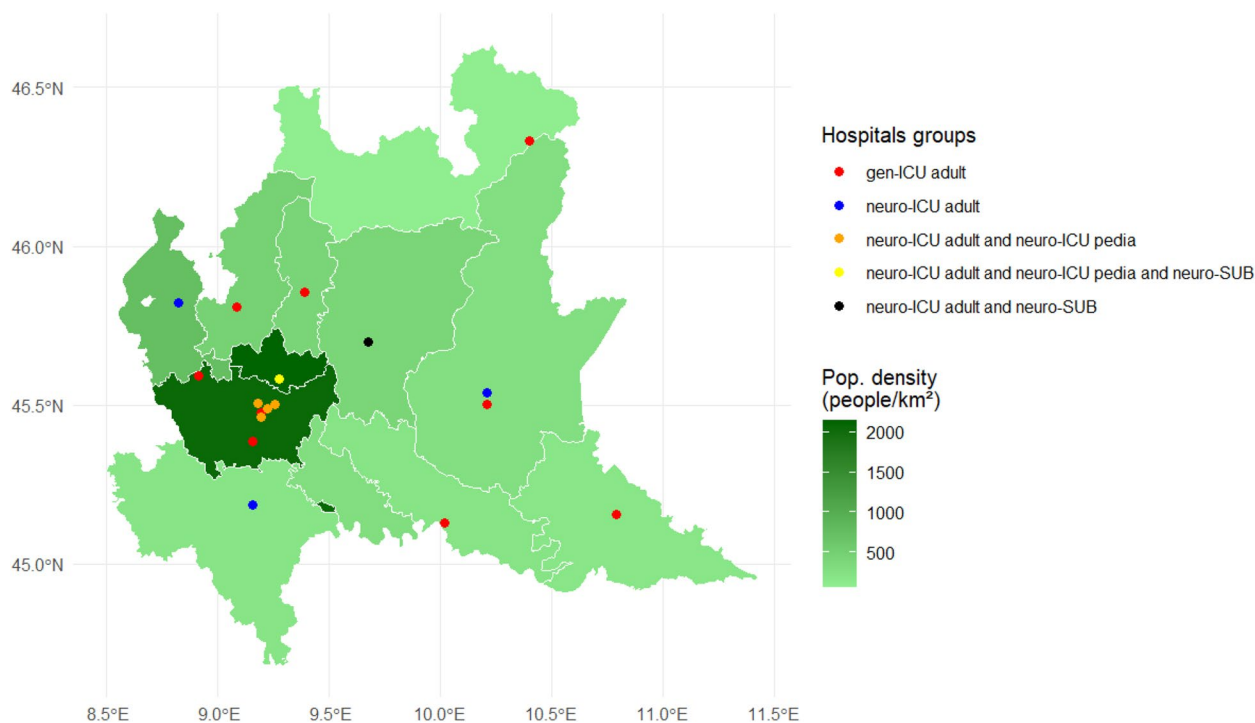 46.5°N
46.0°N
45.5°N
45.0°N
8.5°E 9.0°E 9.5°E 10.0°E 10.5°E 11.0°E 11.5°E
Hospitals groups
gen-ICU adult
neuro-ICU adult
neuro-ICU adult and neuro-ICU pedia
neuro-ICU adult and neuro-ICU pedia and neuro-SUB
neuro-ICU adult and neuro-SUB
Pop. density
(people/km²)
2000
1500
1000
500